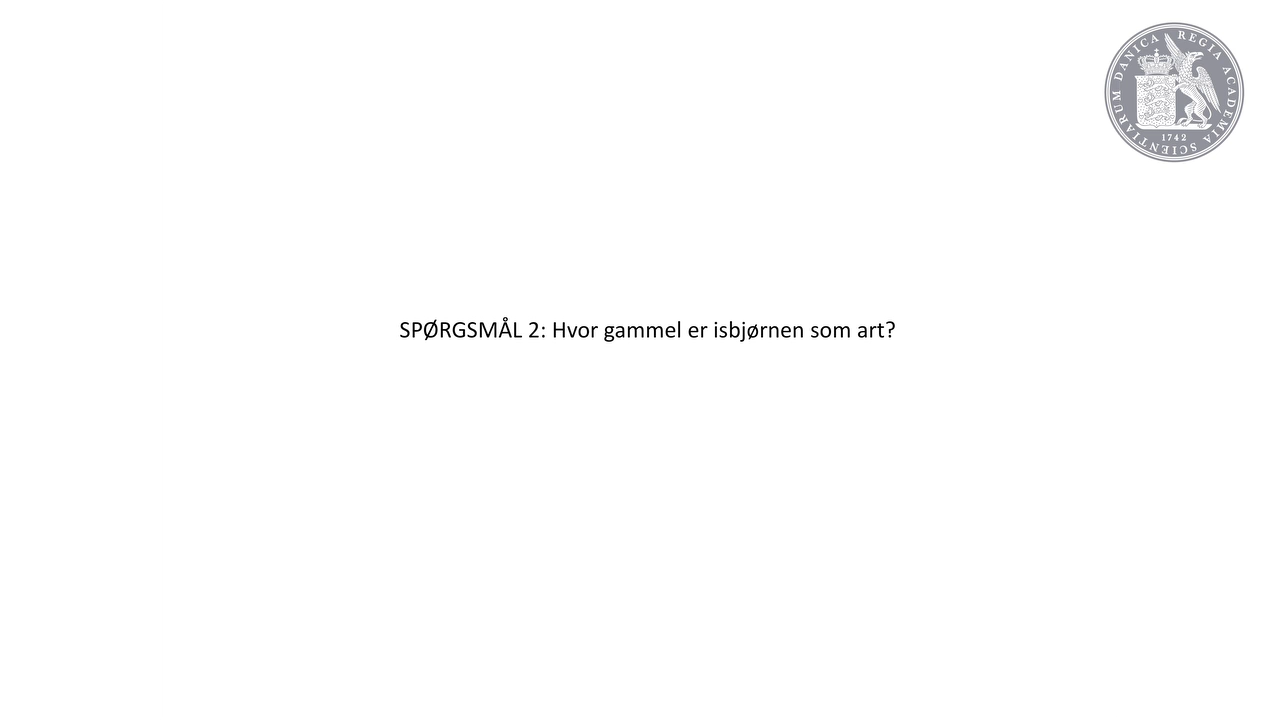 SCIENTIARUM DANICA REGIA ACADEMIA
1742
SPØRGSMÅL 2: Hvor gammel er isbjørnen som art?